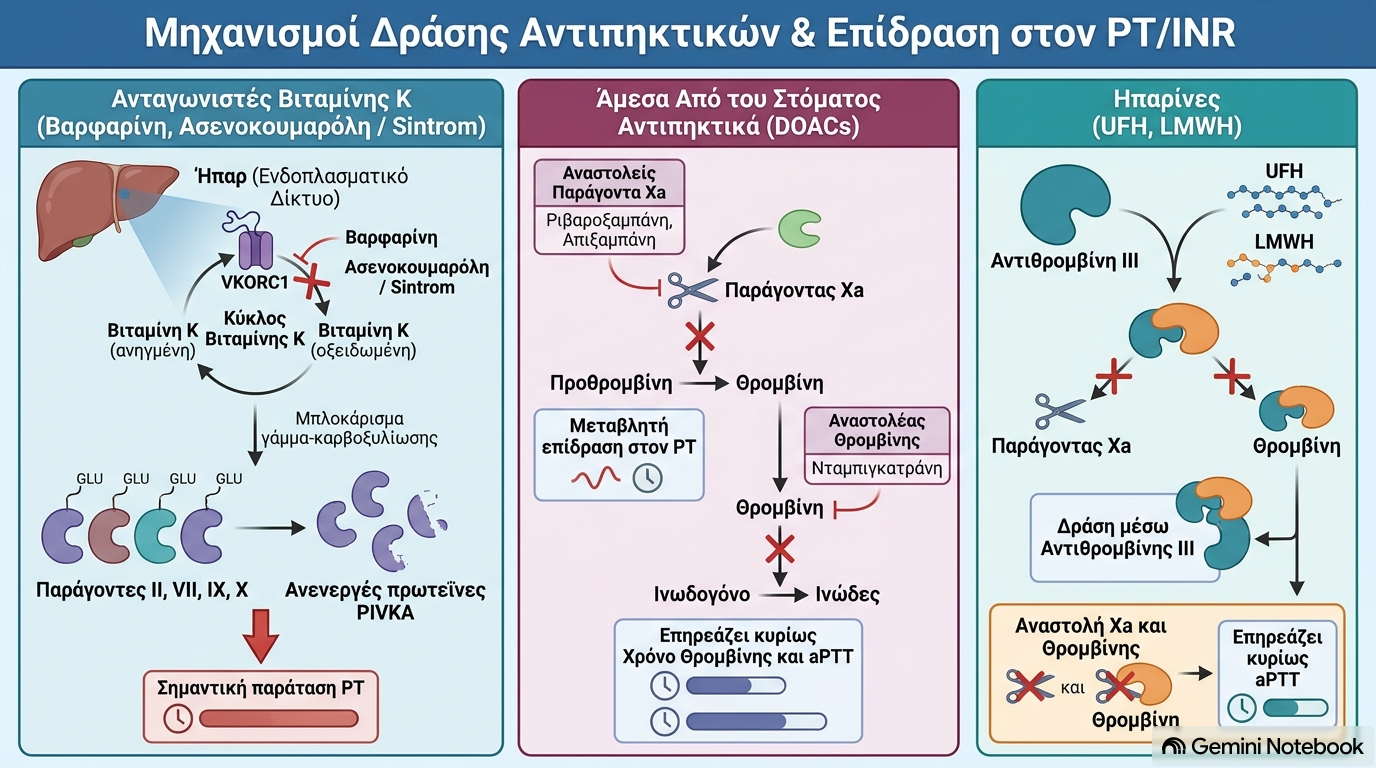 Μηχανισμοί Δράσης Αντιπηκτικών & Επίδραση στον PT/INR
Ανταγωνιστές Βιταμίνης Κ
(Βαρφαρίνη, Ασενοκουμαρόλη / Sintrom)
Ήπαρ (Ενδοπλασματικό
Δίκτυο)
VKORC1
Βαρφαρίνη
Ασενοκουμαρόλη
/ Sintrom
Βιταμίνη Κ
(ανηγμένη)
Κύκλος
Βιταμίνης Κ
Βιταμίνη Κ
(οξειδωμένη)
Μπλοκάρισμα
γάμμα-καρβοξυλίωσης
GLU
GLU
GLU
GLU
Παράγοντες II, VII, IX, X
Ανενεργές πρωτεΐνες
PIVKA
Σημαντική παράταση PT
Άμεσα Από του Στόματος
Αντιπηκτικά (DOACs)
Αναστολείς
Παράγοντα Xa
Ριβαροξαμπάνη,
Απιξαμπάνη
Παράγοντας Xa
Προθρομβίνη
Θρομβίνη
Μεταβλητή
επίδραση στον PT
Αναστολέας
Θρομβίνης
Νταμπιγκατράνη
Θρομβίνη
Ινωδογόνο
Ινώδες
Επηρεάζει κυρίως
Χρόνο Θρομβίνης και aPTT
Ηπαρίνες
(UFH, LMWH)
UFH
LMWH
Αντιθρομβίνη III
Παράγοντας Xa
Θρομβίνη
Δράση μέσω
Αντιθρομβίνης III
Αναστολή Xa και
Θρομβίνης
και
Θρομβίνη
Επηρεάζει
κυρίως
aPTT
Gemini Notebook